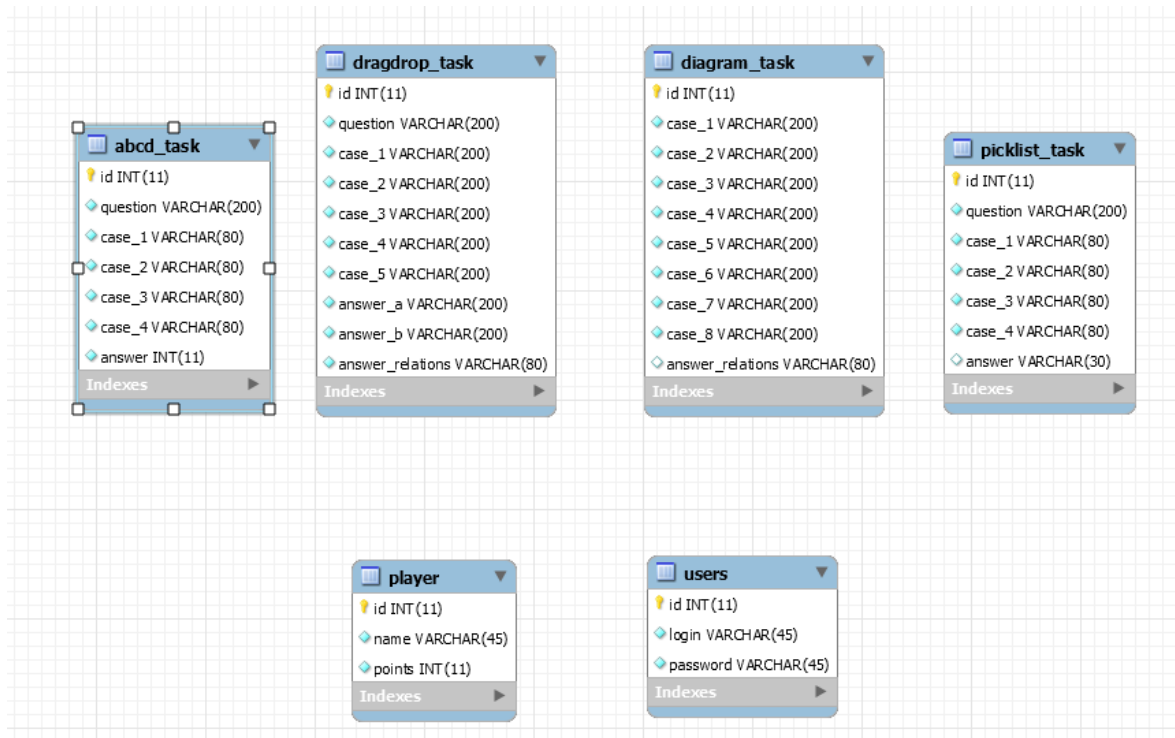 abcd_task
id INT(11)
question VARCHAR(200)
case_1 VARCHAR(80)
case_2 VARCHAR(80)
case_3 VARCHAR(80)
case_4 VARCHAR(80)
answer INT(11)
Indexes
dragdrop_task
id INT(11)
question VARCHAR(200)
case_1 VARCHAR(200)
case_2 VARCHAR(200)
case_3 VARCHAR(200)
case_4 VARCHAR(200)
case_5 VARCHAR(200)
answer_a VARCHAR(200)
answer_b VARCHAR(200)
answer_relations VARCHAR(80)
Indexes
diagram_task
id INT(11)
case_1 VARCHAR(200)
case_2 VARCHAR(200)
case_3 VARCHAR(200)
case_4 VARCHAR(200)
case_5 VARCHAR(200)
case_6 VARCHAR(200)
case_7 VARCHAR(200)
case_8 VARCHAR(200)
answer_relations VARCHAR(80)
Indexes
picklist_task
id INT(11)
question VARCHAR(200)
case_1 VARCHAR(80)
case_2 VARCHAR(80)
case_3 VARCHAR(80)
case_4 VARCHAR(80)
answer VARCHAR(30)
Indexes
player
id INT(11)
name VARCHAR(45)
points INT(11)
Indexes
users
id INT(11)
login VARCHAR(45)
password VARCHAR(45)
Indexes